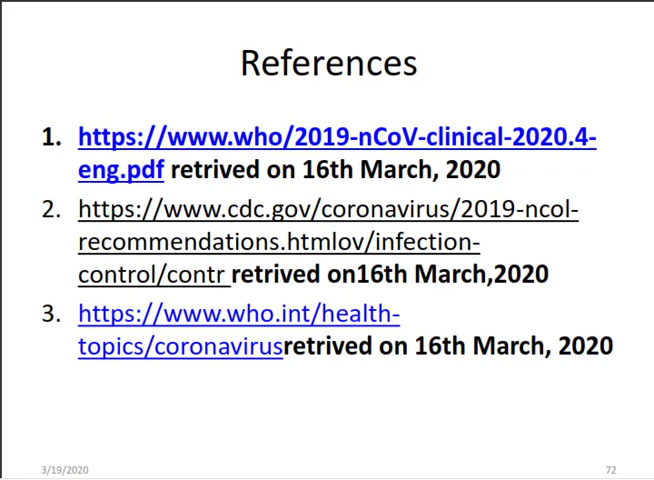 References
1. https://www.who/2019-nCoV-clinical-2020.4-
eng.pdf retrived on 16th March, 2020
2. https://www.cdc.gov/coronavirus/2019-ncol-
recommendations.htmlov/infection-
control/contr retrived on16th March,2020
3. https://www.who.int/health-
topics/coronavirusretrived on 16th March, 2020
3/19/2020
72